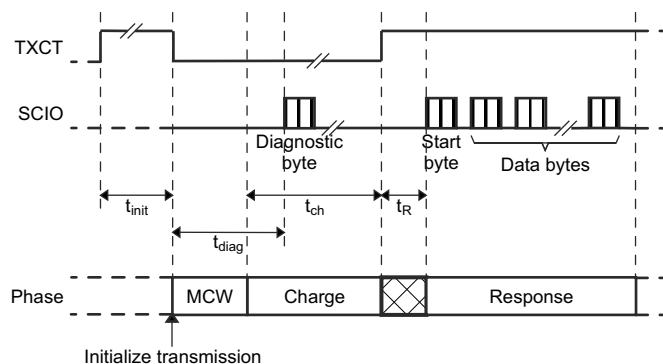 TXCT
SCIO
Diagnostic
byte
Start
byte
Data bytes
tinit
tch
tR
tdiag
Phase
MCW
Charge
Response
Initialize transmission